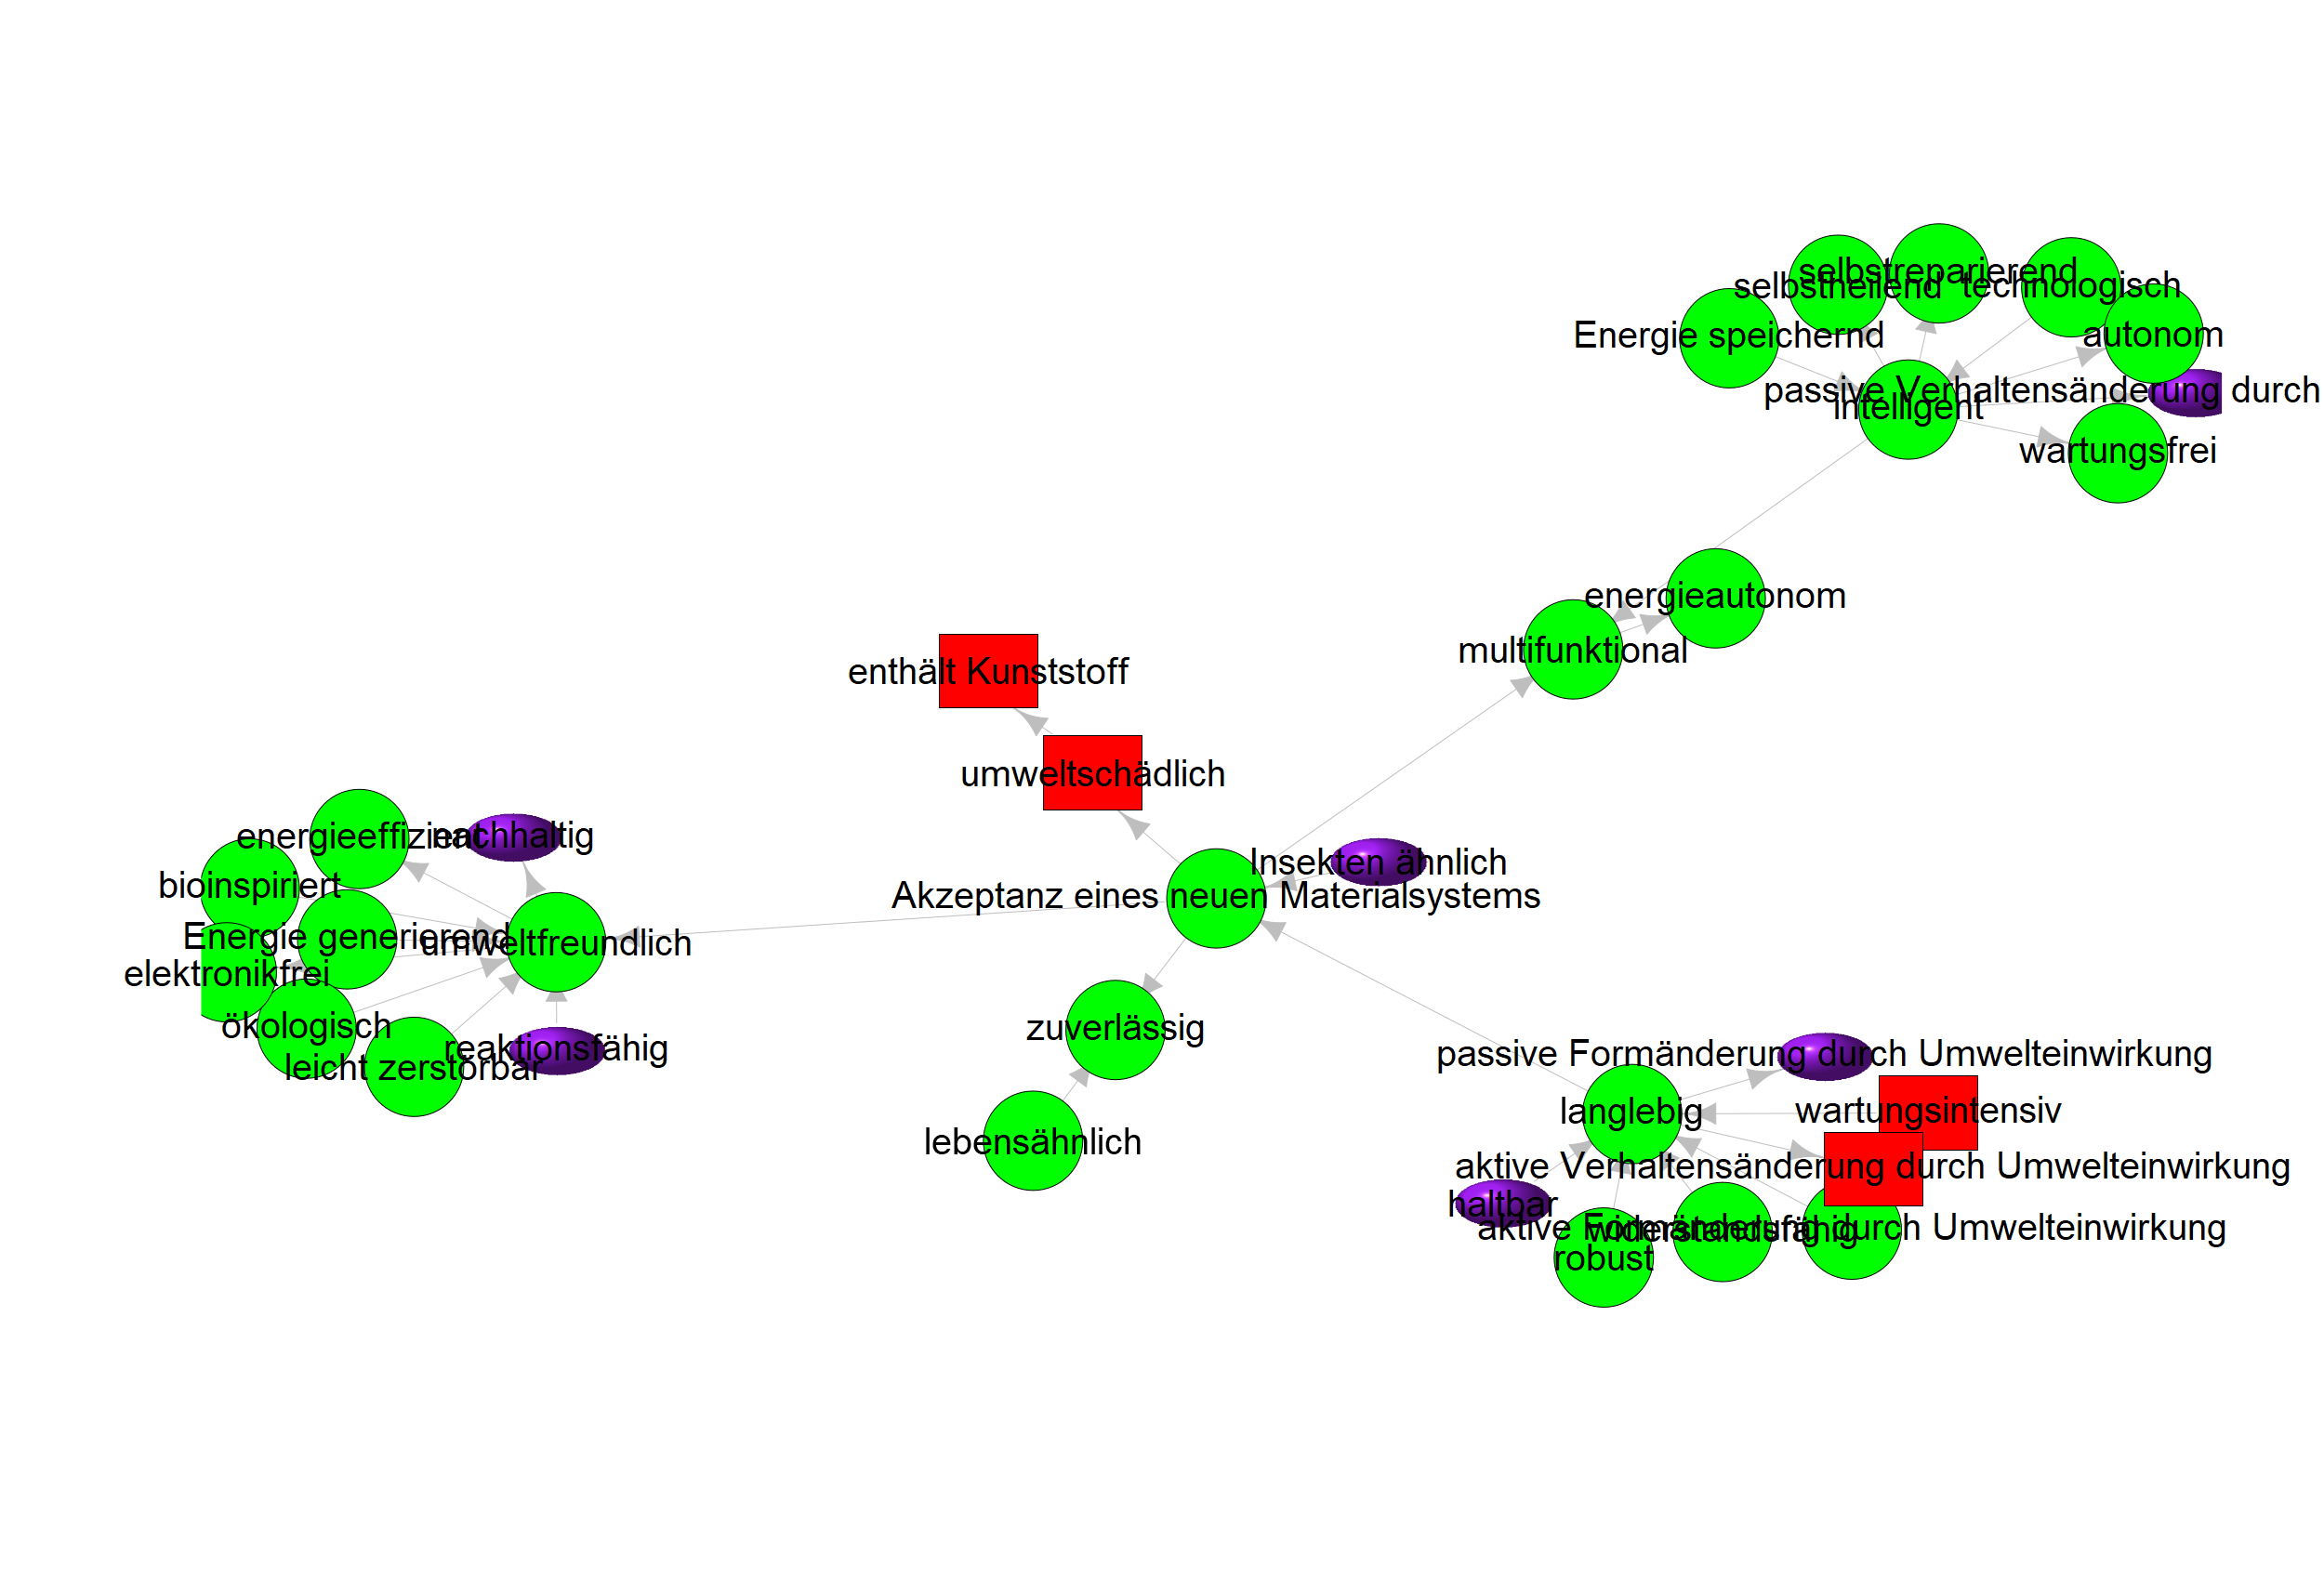 selbstreparierend
selbstheilend
technologisch
Energie speichernd
autonom
passive Verhaltensänderung durch
intelligent
wartungsfrei
energieautonom
multifunktional
enthält Kunststoff
umweltschädlich
energieeffizient
nachhaltig
Insekten ähnlich
bioinspiriert
Akzeptanz eines neuen Materialsystems
Energie generierend
umweltfreundlich
elektronikfrei
ökologisch
zuverlässig
reaktionsfähig
leicht zerstörbar
passive Formänderung durch Umwelteinwirkung
langlebig
wartungsintensiv
lebensähnlich
aktive Verhaltensänderung durch Umwelteinwirkung
haltbar
aktive Formänderung durch Umwelteinwirkung
widerstandsfähig
robust